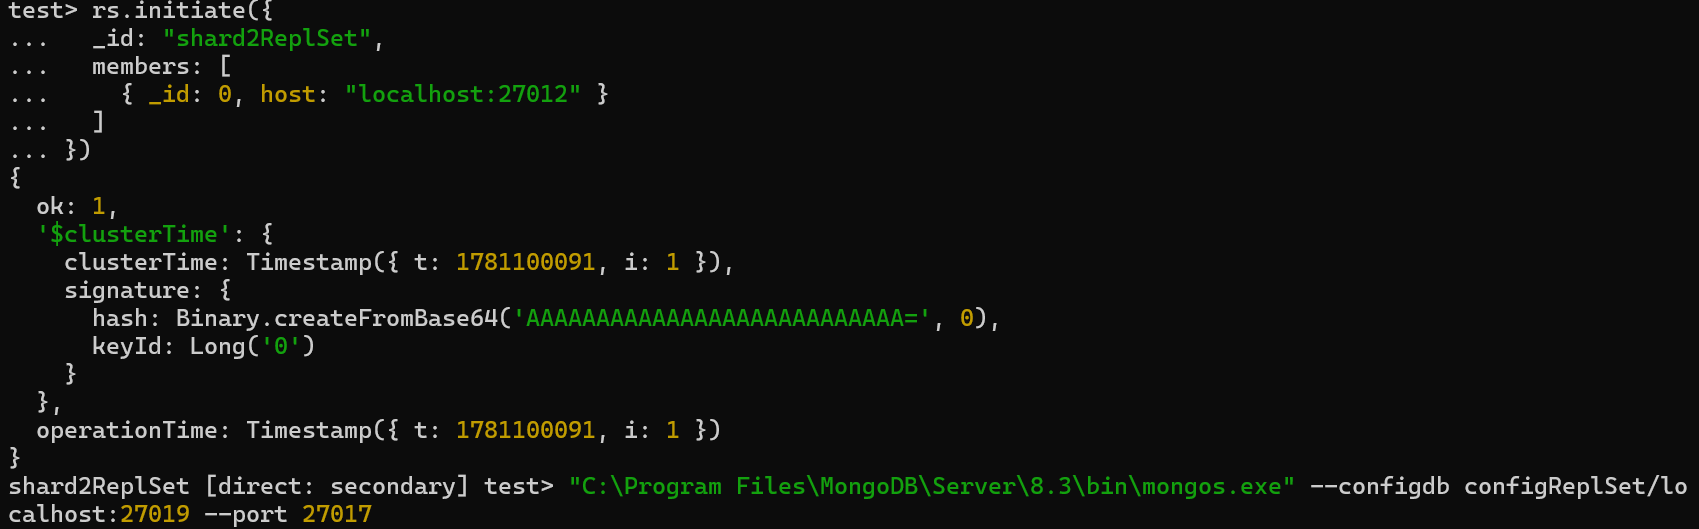 test> rs.initiate({
...   _id: "shard2ReplSet",
...   members: [
...     { _id: 0, host: "localhost:27012" }
...   ]
... })
{
  ok: 1,
  '$clusterTime': {
    clusterTime: Timestamp({ t: 1781100091, i: 1 }),
    signature: {
      hash: Binary.createFromBase64('AAAAAAAAAAAAAAAAAAAAAAAAAAA=', 0),
      keyId: Long('0')
    }
  },
  operationTime: Timestamp({ t: 1781100091, i: 1 })
}
shard2ReplSet [direct: secondary] test> "C:\Program Files\MongoDB\Server\8.3\bin\mongos.exe" --configdb configReplSet/lo
calhost:27019 --port 27017